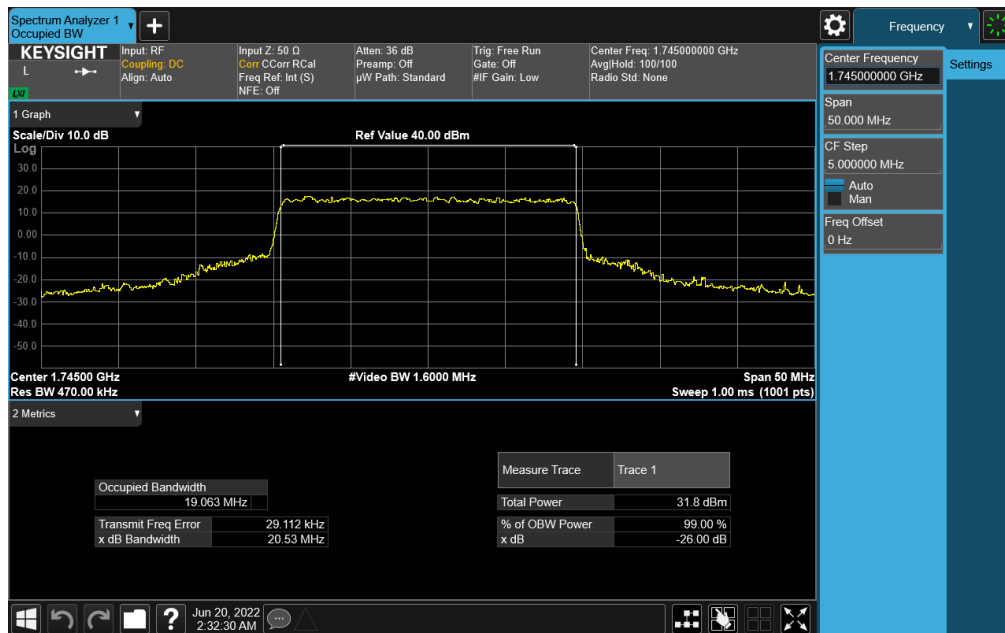 Spectrum Analyzer 1
Occupied BW
+
Frequency
KEYSIGHT
L
LXI
Input: RF
Coupling: DC
Align: Auto
Input Z: 50 Ω
Corr CCorr RCal
Freq Ref: Int (S)
NFE: Off
Atten: 36 dB
Preamp: Off
µW Path: Standard
Trig: Free Run
Gate: Off
#IF Gain: Low
Center Freq: 1.745000000 GHz
Avg|Hold: 100/100
Radio Std: None
Center Frequency
1.745000000 GHz
Settings
Span
50.000 MHz
CF Step
5.000000 MHz
Auto
Man
Freq Offset
0 Hz
1 Graph
Scale/Div 10.0 dB
Ref Value 40.00 dBm
Log
30.0
20.0
10.0
0.00
-10.0
-20.0
-30.0
-40.0
-50.0
Center 1.74500 GHz
#Video BW 1.6000 MHz
Span 50 MHz
Res BW 470.00 kHz
Sweep 1.00 ms (1001 pts)
2 Metrics
Measure Trace Trace 1
Occupied Bandwidth
19.063 MHz
Total Power 31.8 dBm
Transmit Freq Error 29.112 kHz
% of OBW Power 99.00 %
x dB Bandwidth 20.53 MHz
x dB -26.00 dB
?
Jun 20, 2022
2:32:30 AM